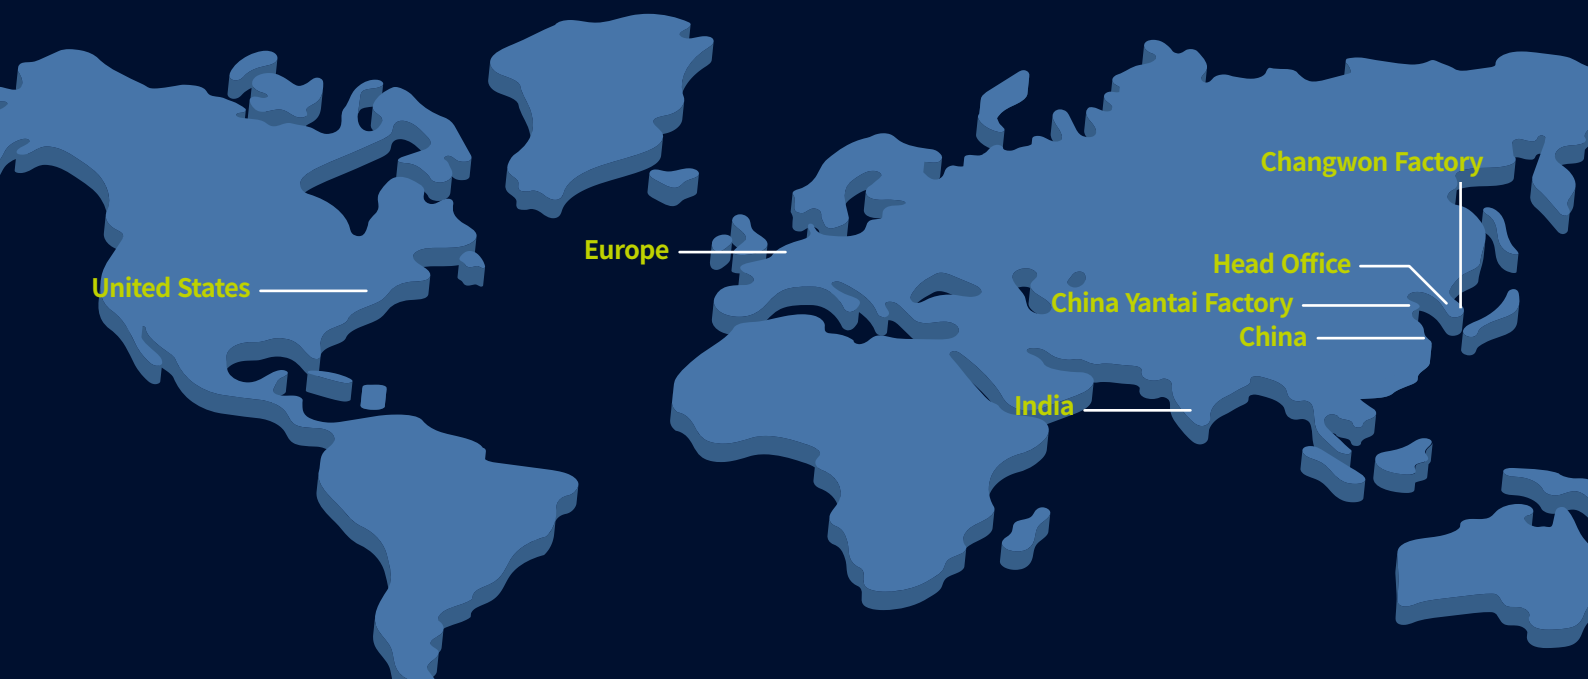 Changwon Factory
Europe
Head Office
United States
China Yantai Factory
China
India